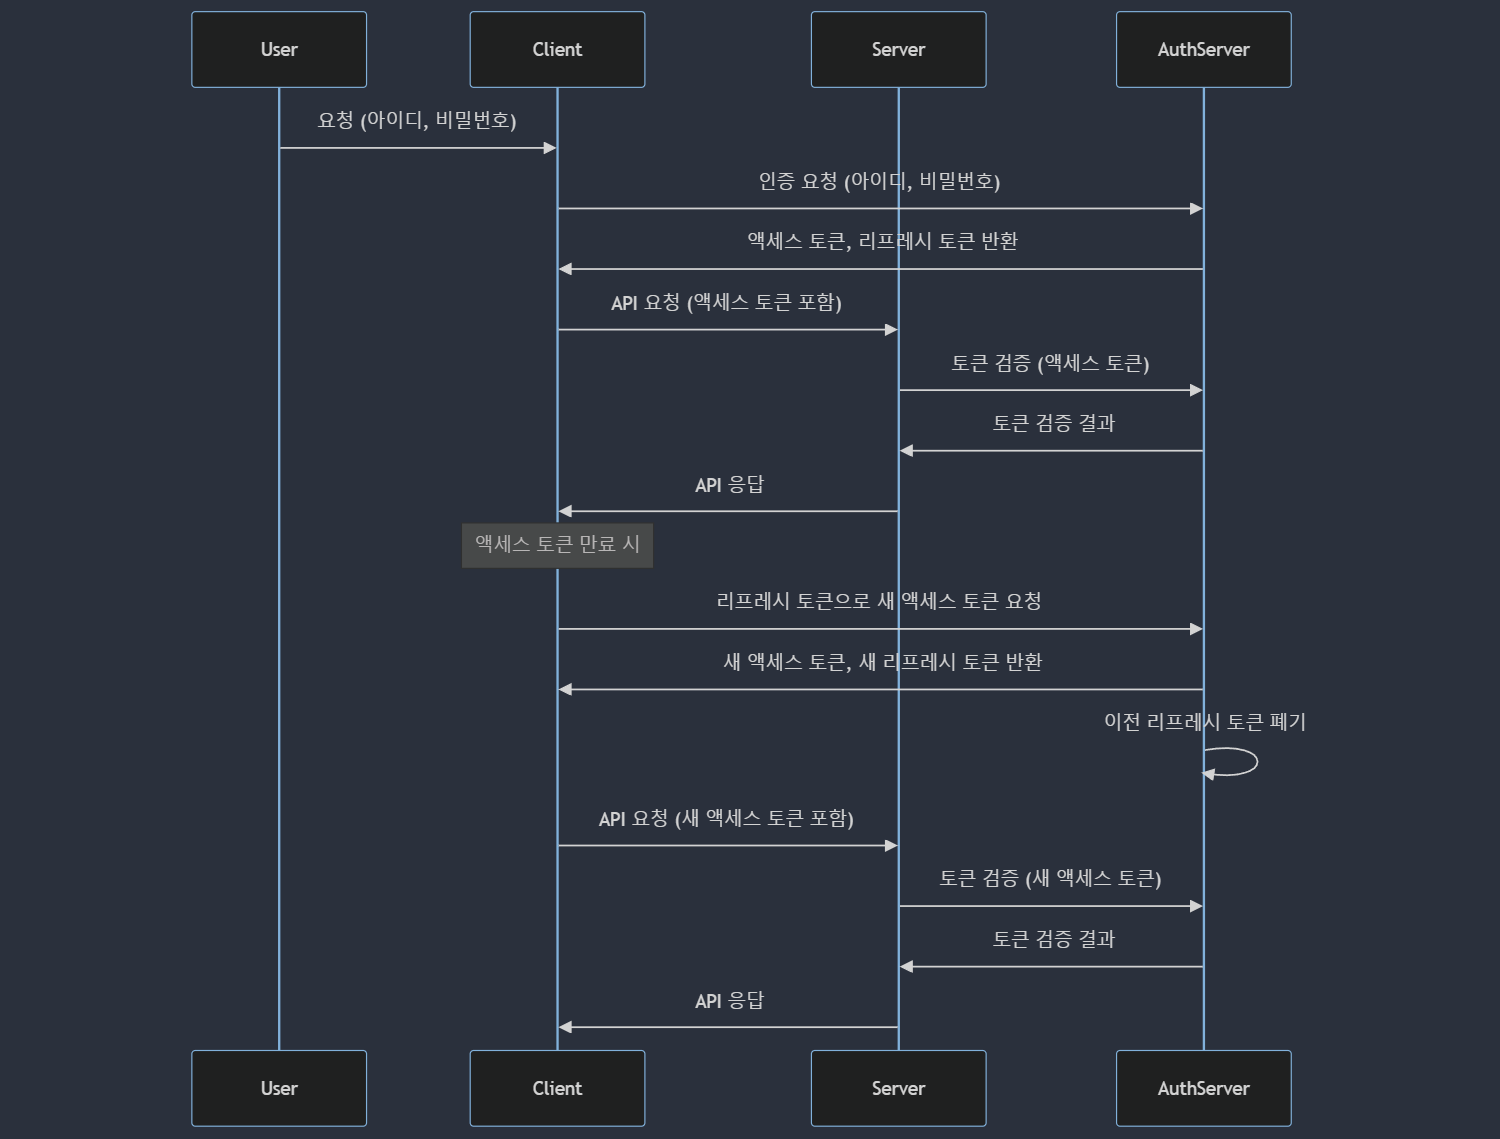 User
Client
Server
AuthServer
요청 (아이디, 비밀번호)
인증 요청 (아이디, 비밀번호)
액세스 토큰, 리프레시 토큰 반환
API 요청 (액세스 토큰 포함)
토큰 검증 (액세스 토큰)
토큰 검증 결과
API 응답
액세스 토큰 만료 시
리프레시 토큰으로 새 액세스 토큰 요청
새 액세스 토큰, 새 리프레시 토큰 반환
이전 리프레시 토큰 폐기
API 요청 (새 액세스 토큰 포함)
토큰 검증 (새 액세스 토큰)
토큰 검증 결과
API 응답
User
Client
Server
AuthServer